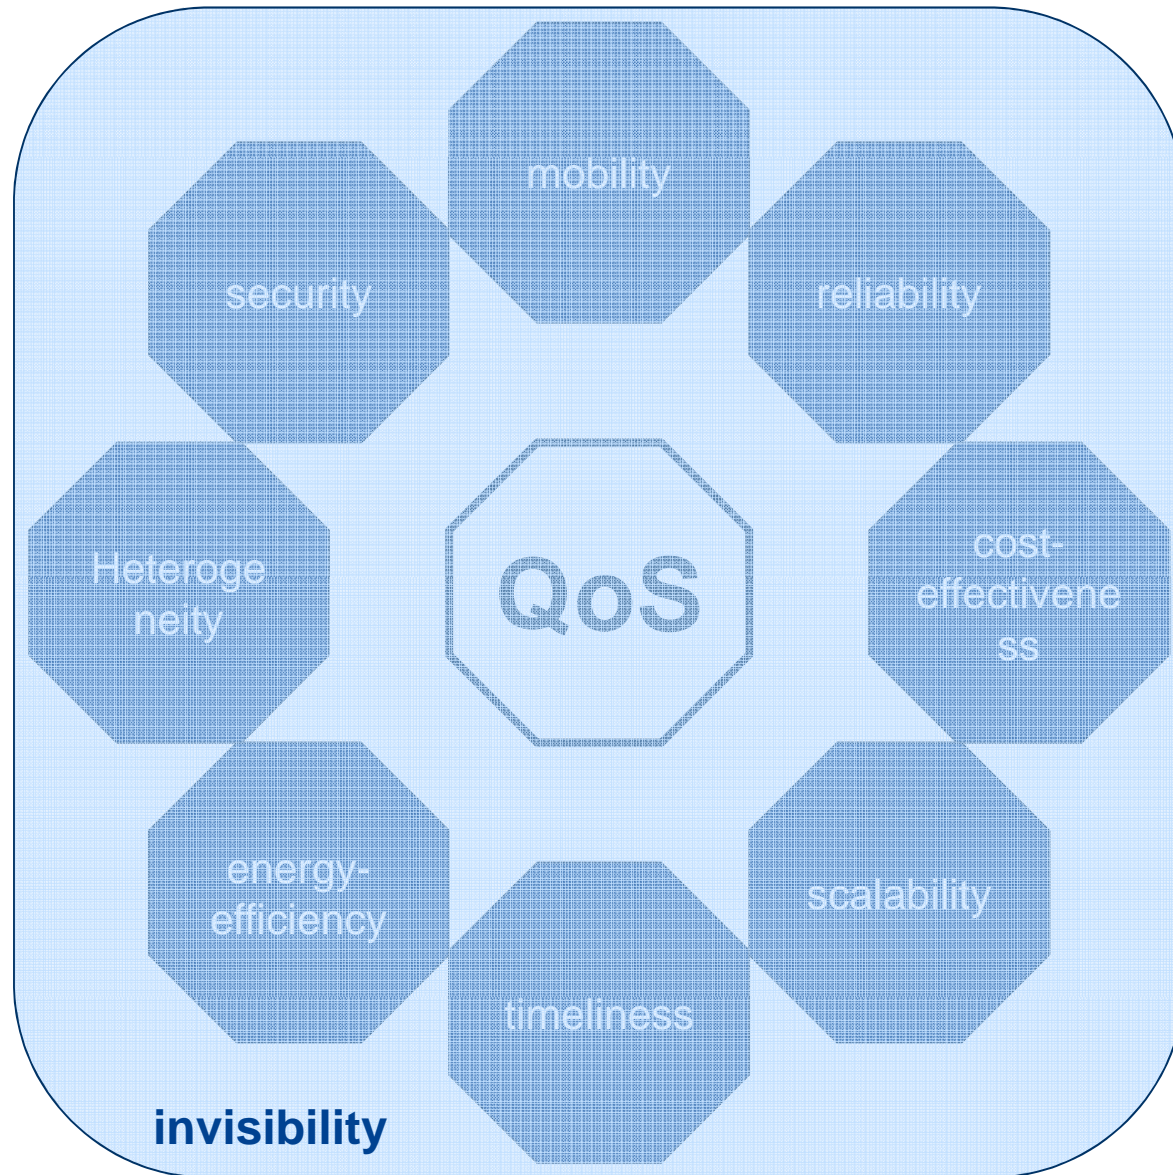 mobility
security
reliability
Heteroge
neity
QoS
cost-
effectivene
ss
energy-
efficiency
scalability
timeliness
invisibility